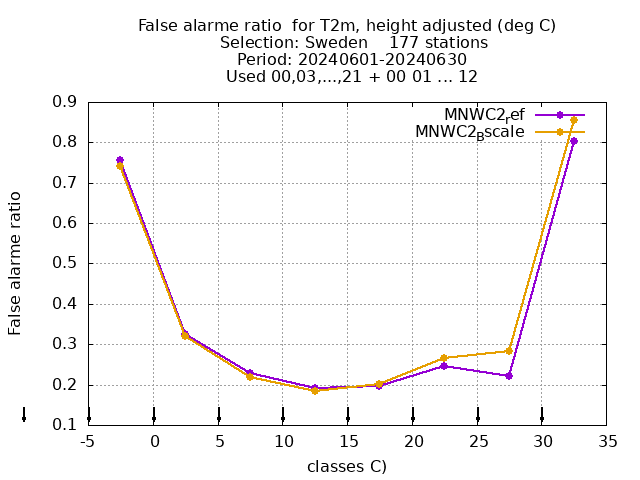 False alarme ratio  for T2m, height adjusted (deg C)
Selection: Sweden    177 stations
Period: 20240601-20240630
Used 00,03,...,21 + 00 01 ... 12
MNWC2ref
MNWC2Bscale
0.9
0.8
0.7
0.6
0.5
0.4
0.3
0.2
0.1
False alarme ratio
-5 0 5 10 15 20 25 30 35
classes C)